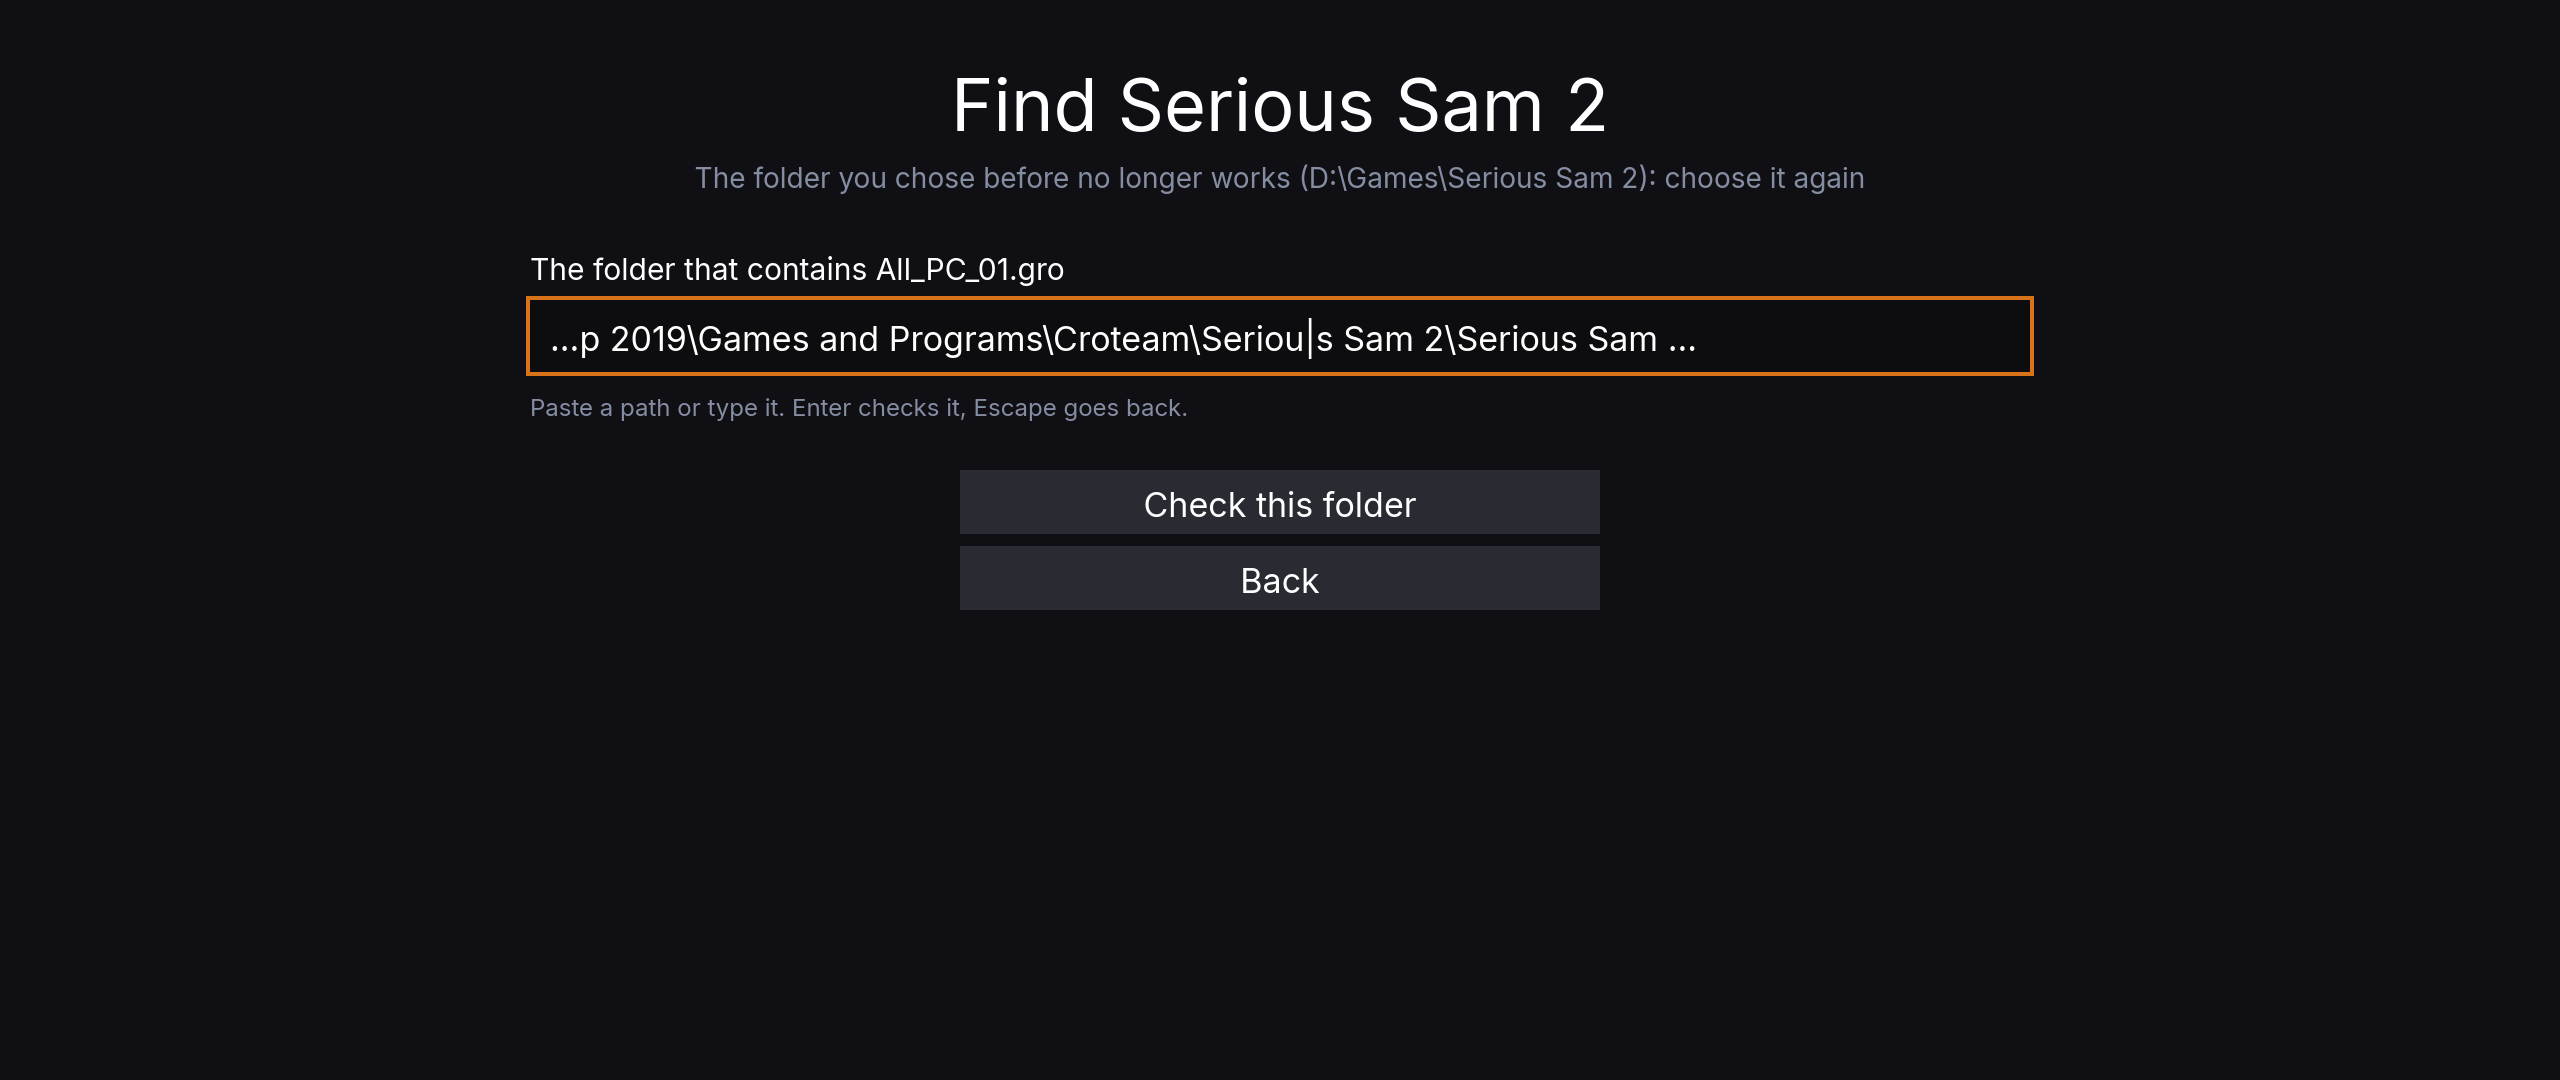 Find Serious Sam 2
The folder you chose before no longer works (D:\Games\Serious Sam 2): choose it again
The folder that contains All_PC_01.gro
...p 2019\Games and Programs\Croteam\Seriou|s Sam 2\Serious Sam ...
Paste a path or type it. Enter checks it, Escape goes back.
Check this folder
Back